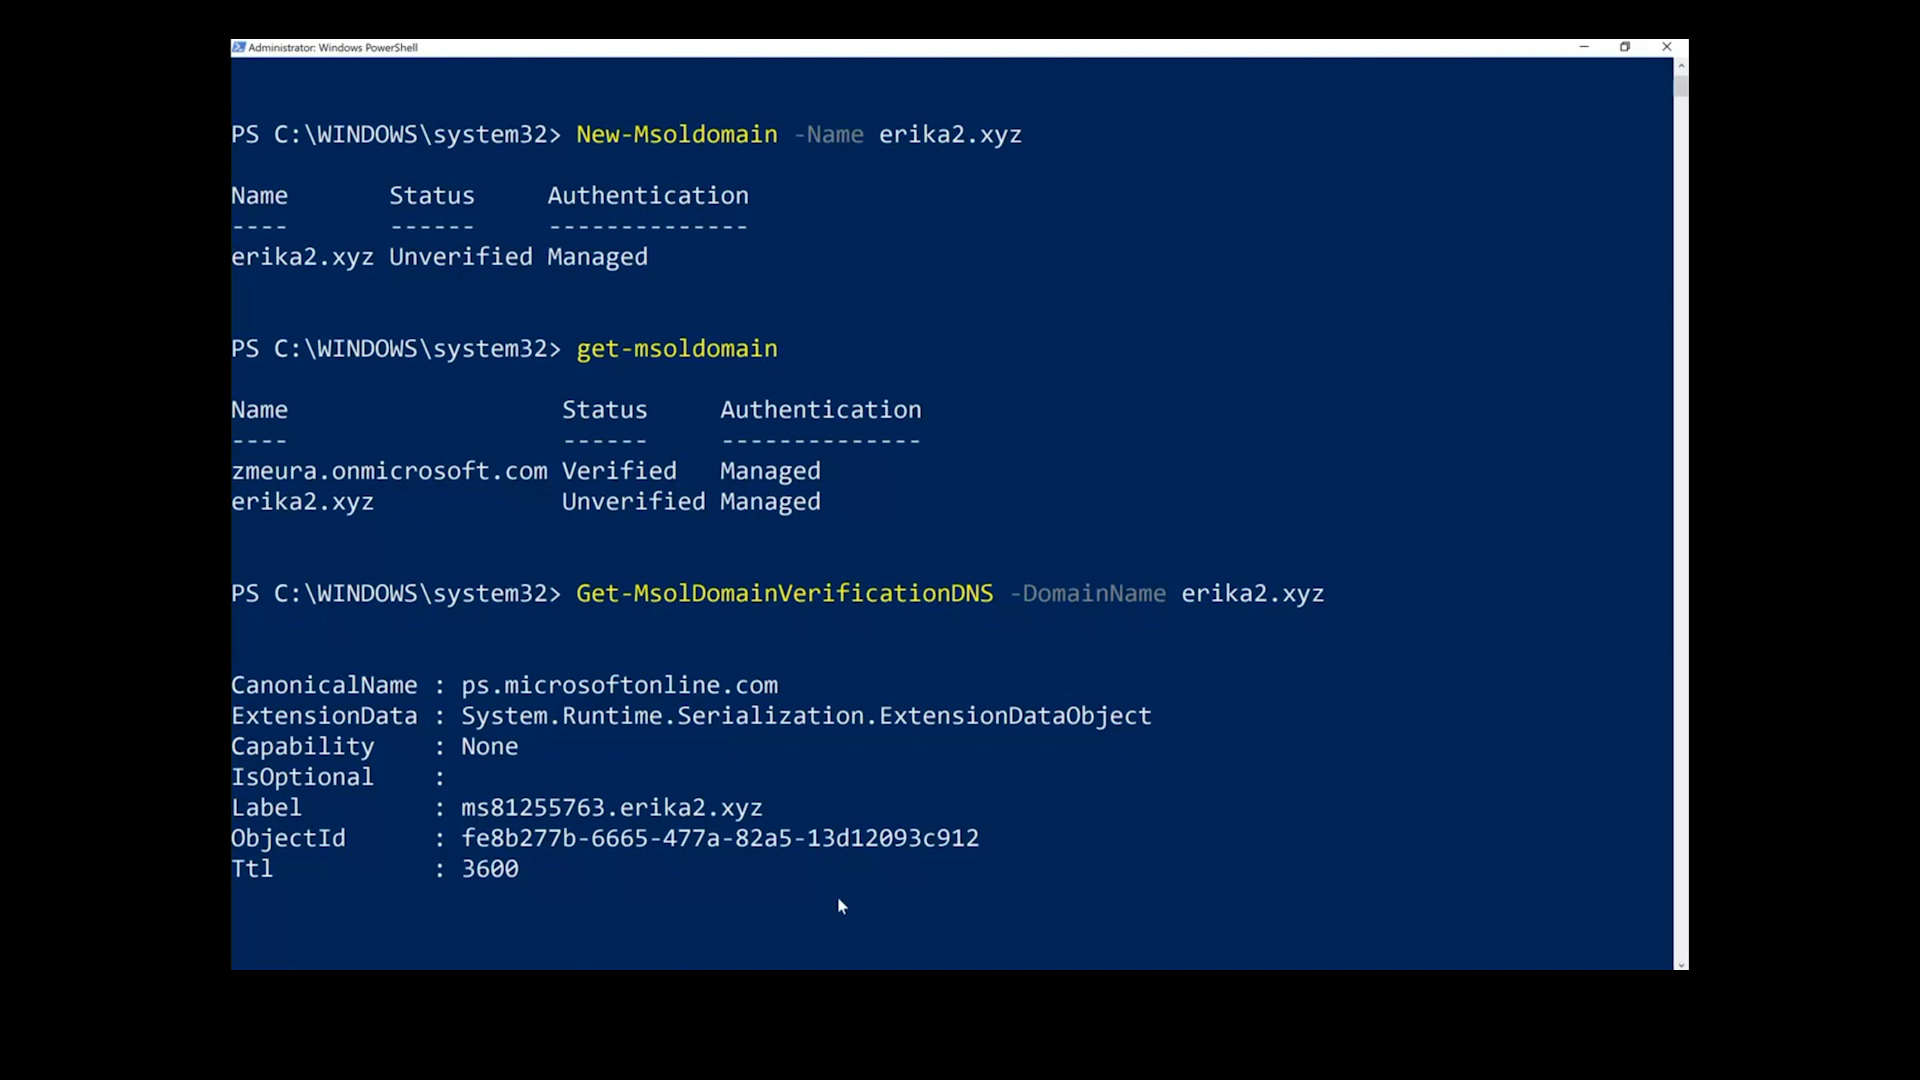 Administrator: Windows PowerShell
PS C:\WINDOWS\system32> New-Msoldomain -Name erika2.xyz
Name       Status     Authentication
----       ------     --------------
erika2.xyz Unverified Managed
PS C:\WINDOWS\system32> get-msoldomain
Name                   Status     Authentication
----                   ------     --------------
zmeura.onmicrosoft.com Verified   Managed
erika2.xyz             Unverified Managed
PS C:\WINDOWS\system32> Get-MsolDomainVerificationDNS -DomainName erika2.xyz
CanonicalName : ps.microsoftonline.com
ExtensionData : System.Runtime.Serialization.ExtensionDataObject
Capability    : None
IsOptional    :
Label         : ms81255763.erika2.xyz
ObjectId      : fe8b277b-6665-477a-82a5-13d12093c912
Ttl           : 3600